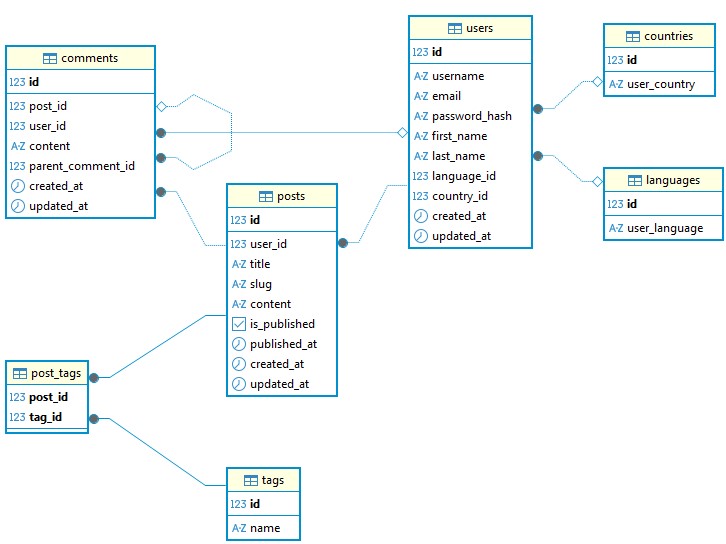 comments
123 id
123 post_id
123 user_id
A-Z content
123 parent_comment_id
created_at
updated_at
posts
123 id
123 user_id
A-Z title
A-Z slug
A-Z content
is_published
published_at
created_at
updated_at
users
123 id
A-Z username
A-Z email
A-Z password_hash
A-Z first_name
A-Z last_name
123 language_id
123 country_id
created_at
updated_at
countries
123 id
A-Z user_country
languages
123 id
A-Z user_language
post_tags
123 post_id
123 tag_id
tags
123 id
A-Z name